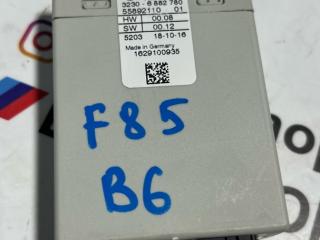 3230 - 6 882 780
55892110 01
HW 00.08
SW 00.12
5203 18-10-16
Made in Germany
1629100935
F85
B6